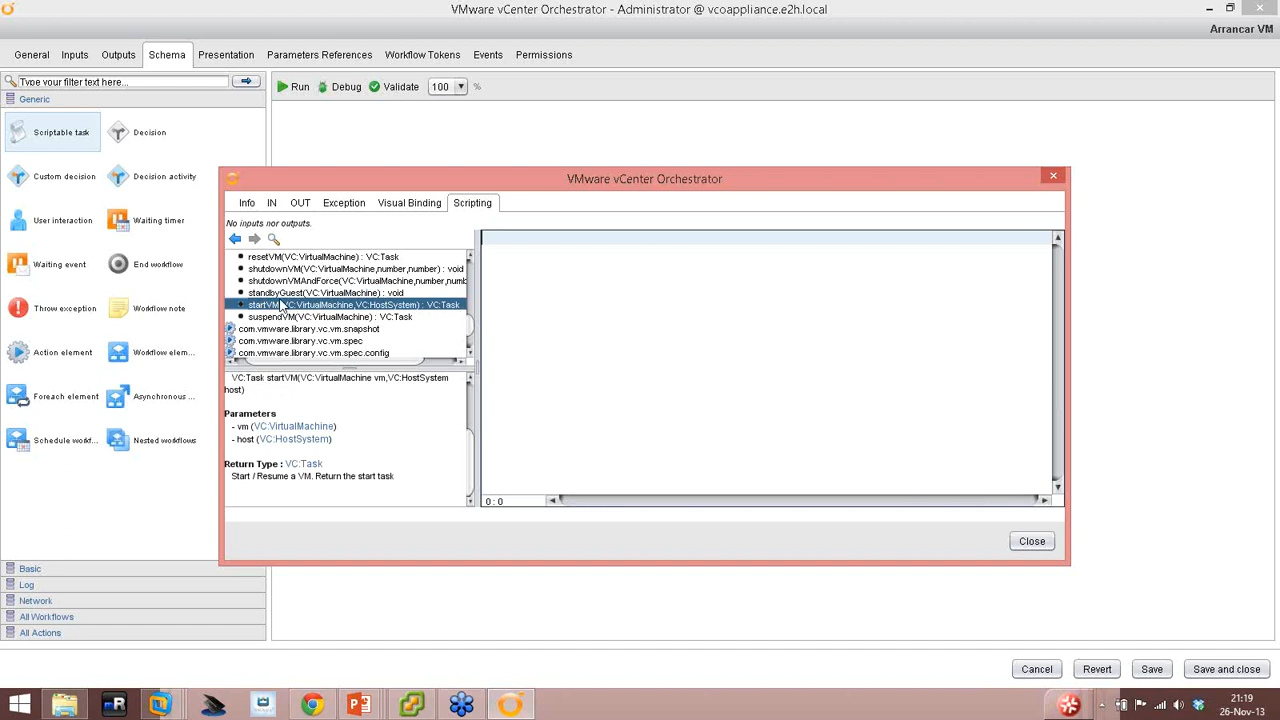 VMware vCenter Orchestrator - Administrator @ vcoappliance.e2h.local
Arrancar VM
General Inputs Outputs Schema Presentation Parameters References Workflow Tokens Events Permissions
Type your filter text here...
Run Debug Validate 100 %
Generic
Scriptable task Decision
Custom decision Decision activity
User interaction Waiting timer
Waiting event End workflow
Throw exception Workflow note
Action element Workflow elem...
Foreach element Asynchronous ...
Schedule workf... Nested workflows
Basic
Log
Network
All Workflows
All Actions
VMware vCenter Orchestrator
Info IN OUT Exception Visual Binding Scripting
No inputs nor outputs.
resetVM(VC:VirtualMachine) : VC:Task
shutdownVM(VC:VirtualMachine,number,number) : void
shutdownVMAndForce(VC:VirtualMachine,number,numb
standbyGuest(VC:VirtualMachine) : void
startVM(VC:VirtualMachine,VC:HostSystem) : VC:Task
suspendVM(VC:VirtualMachine) : VC:Task
com.vmware.library.vc.vm.snapshot
com.vmware.library.vc.vm.spec
com.vmware.library.vc.vm.spec.config
VC:Task startVM(VC:VirtualMachine vm,VC:HostSystem
host)
Parameters
- vm (VC:VirtualMachine)
- host (VC:HostSystem)
Return Type : VC:Task
Start / Resume a VM. Return the start task
0 : 0
Close
Cancel Revert Save Save and close
21:19
26-Nov-13